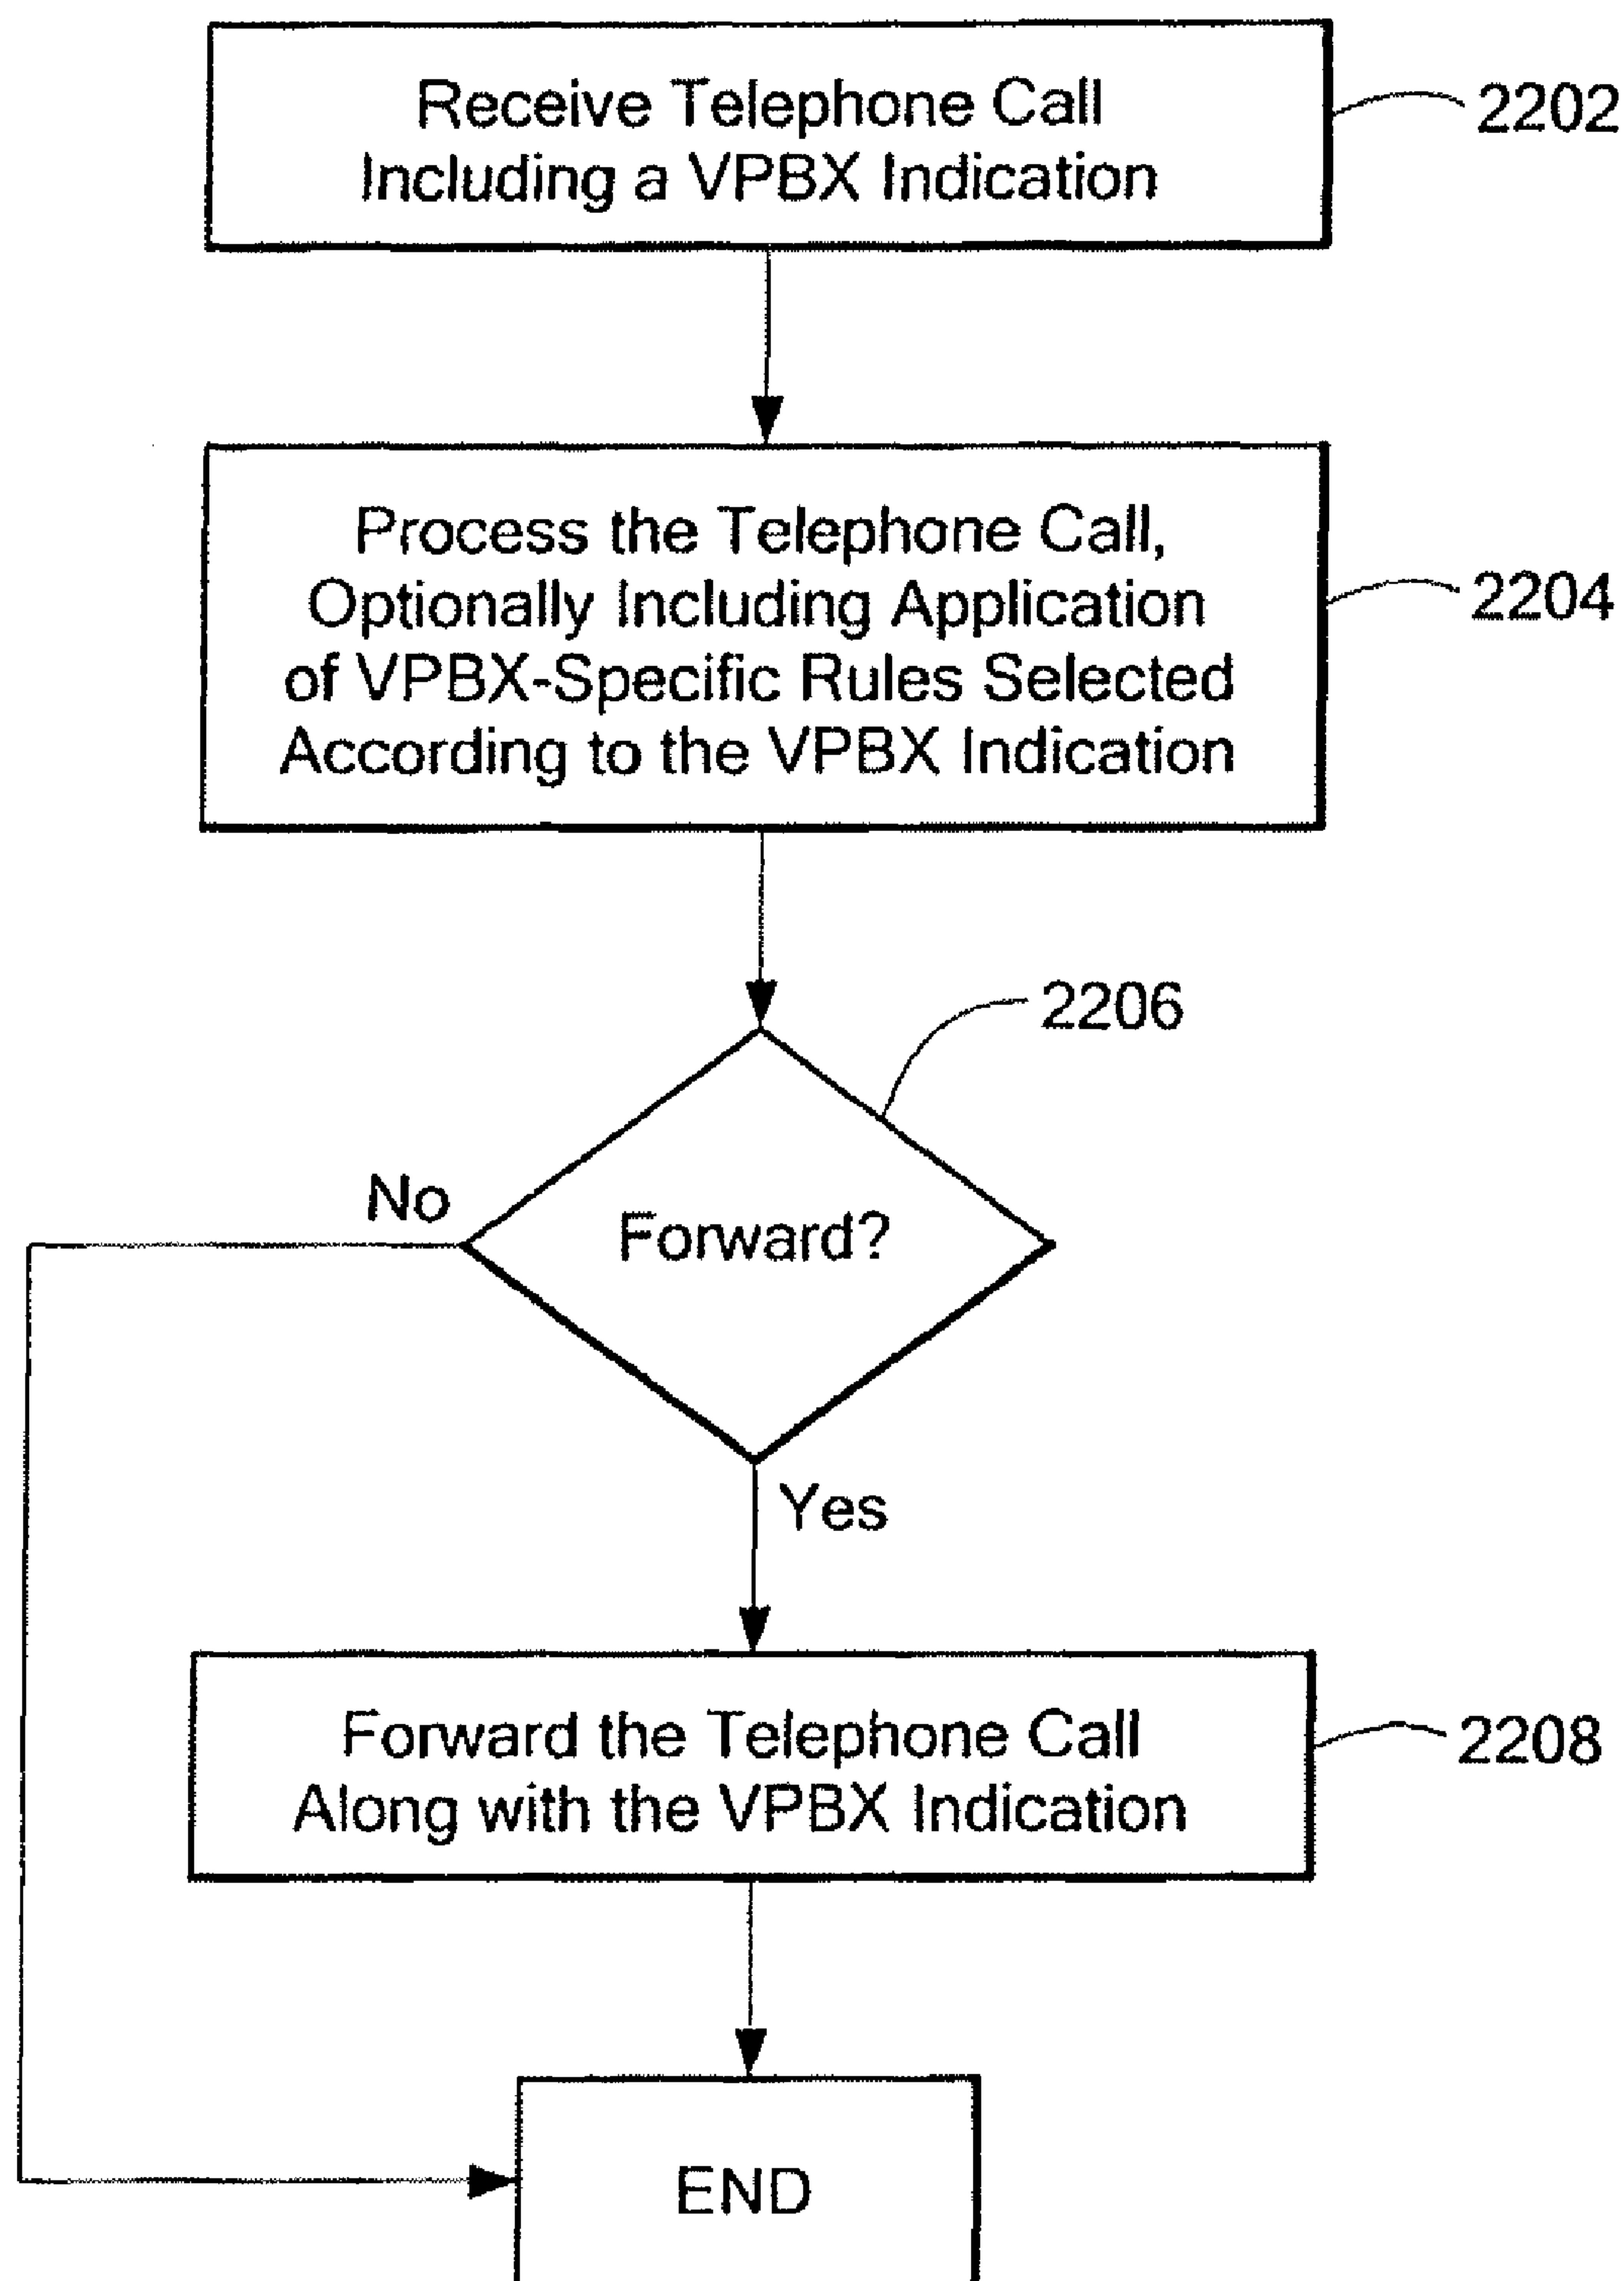 Receive Telephone Call
Including a VPBX Indication
2202
Process the Telephone Call,
Optionally Including Application
of VPBX-Specific Rules Selected
According to the VPBX Indication
2204
2206
Forward?
No
Yes
Forward the Telephone Call
Along with the VPBX Indication
2208
END